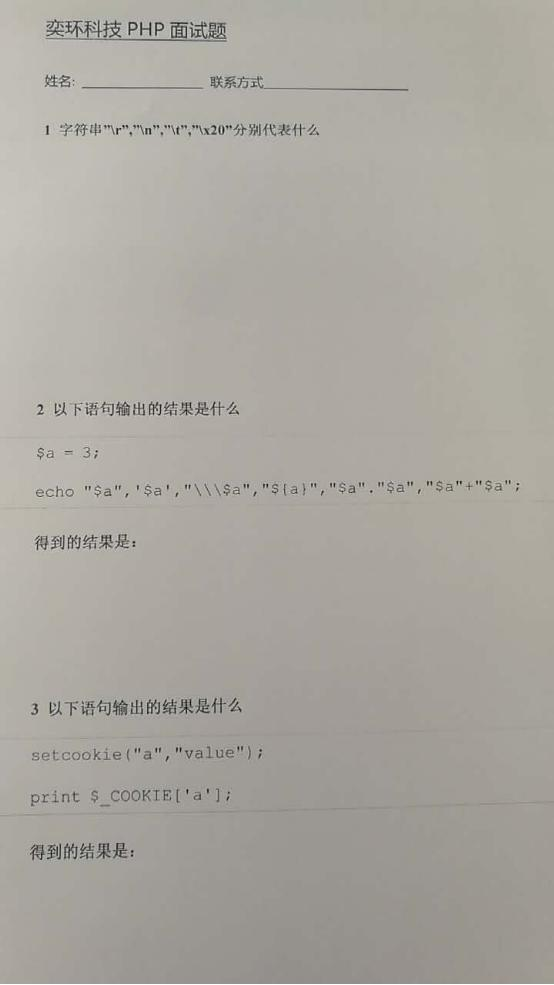 奕环科技 PHP 面试题
姓名: ____________ 联系方式______________
1 字符串”\r”,”\n”,”\t”,”\x20”分别代表什么
2 以下语句输出的结果是什么
$a = 3;
echo "$a",'$a',"\\\$a","${a}","$a"."$a","$a"+"$a";
得到的结果是：
3 以下语句输出的结果是什么
setcookie("a","value");
print $_COOKIE['a'];
得到的结果是：